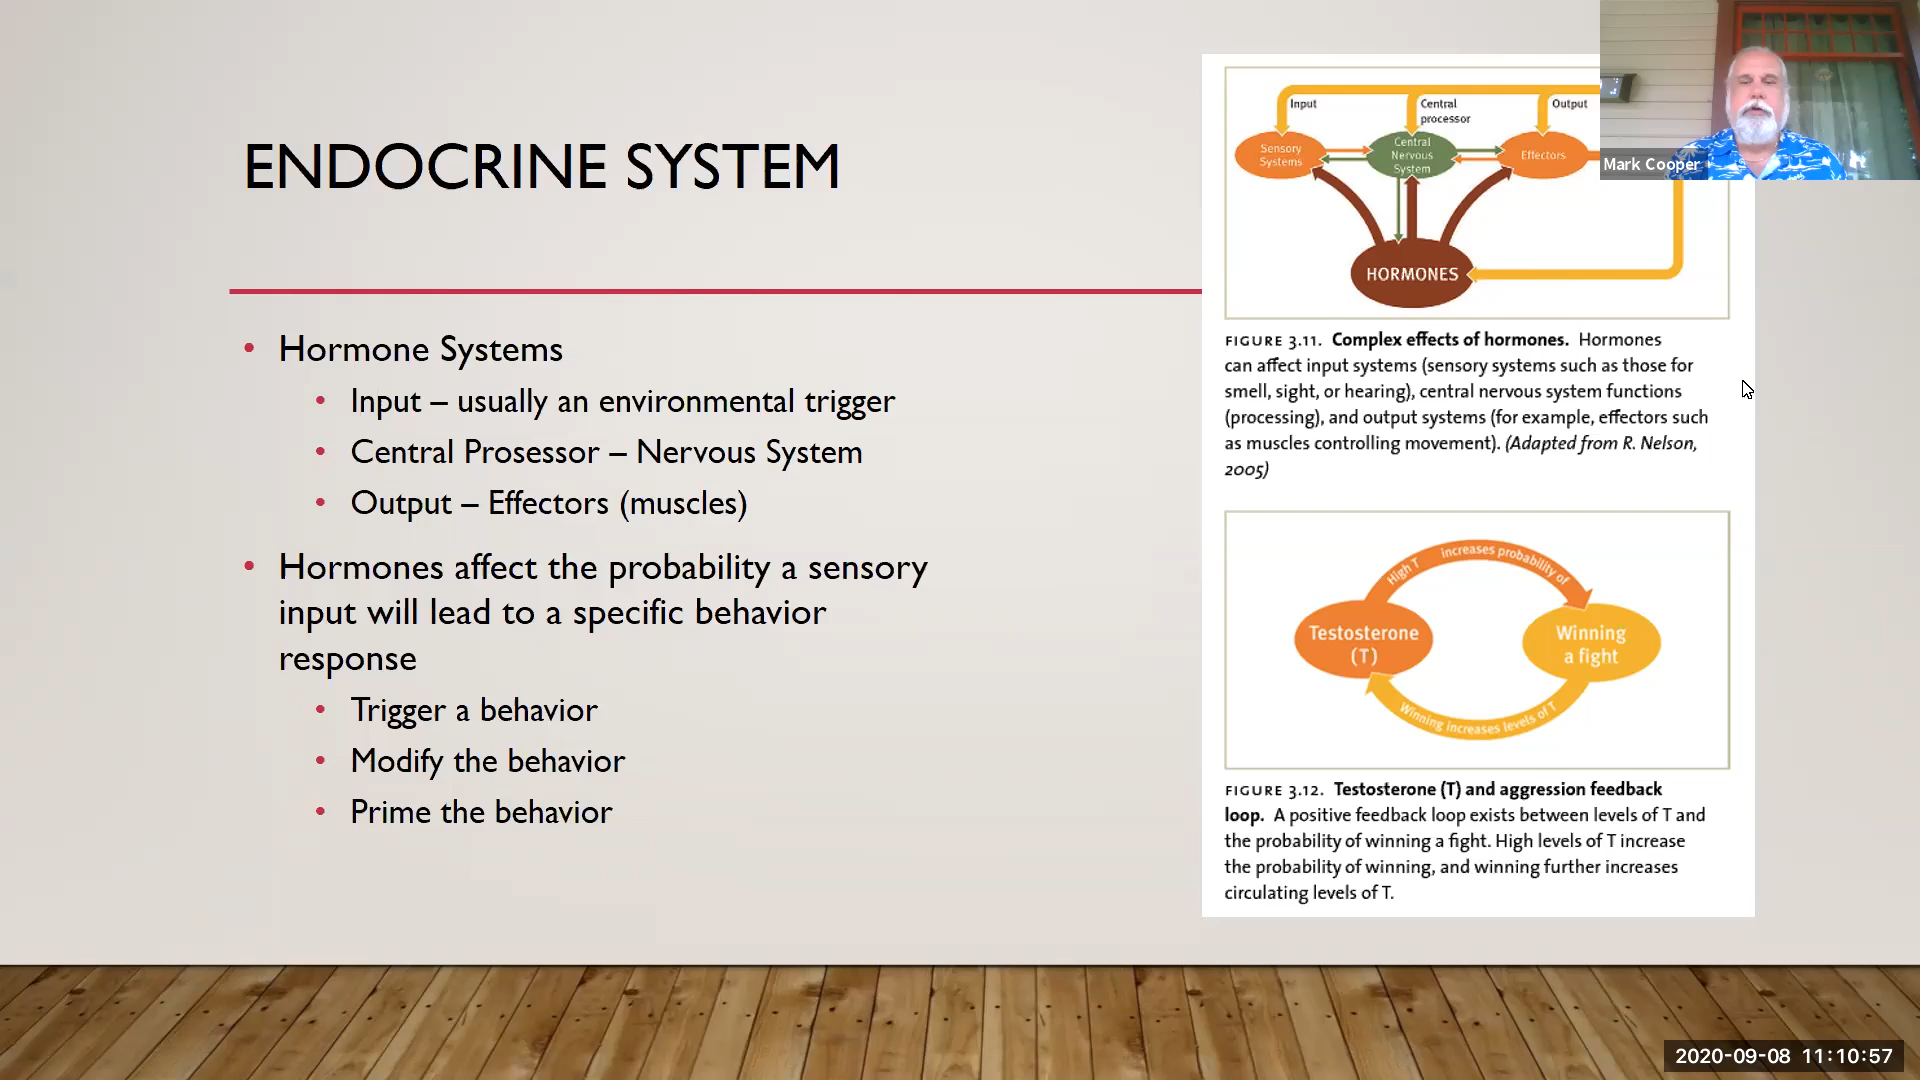 ENDOCRINE SYSTEM
• Hormone Systems
• Input – usually an environmental trigger
• Central Prosessor – Nervous System
• Output – Effectors (muscles)
• Hormones affect the probability a sensory
input will lead to a specific behavior
response
• Trigger a behavior
• Modify the behavior
• Prime the behavior
Input
Central
processor
Output
Sensory
Systems
Central
Nervous
System
Effectors
HORMONES
FIGURE 3.11. Complex effects of hormones. Hormones
can affect input systems (sensory systems such as those for
smell, sight, or hearing), central nervous system functions
(processing), and output systems (for example, effectors such
as muscles controlling movement). (Adapted from R. Nelson,
2005)
High T increases probability of
Testosterone
(T)
Winning
a fight
Winning increases levels of T
FIGURE 3.12. Testosterone (T) and aggression feedback
loop. A positive feedback loop exists between levels of T and
the probability of winning a fight. High levels of T increase
the probability of winning, and winning further increases
circulating levels of T.
Mark Cooper
2020-09-08 11:10:57